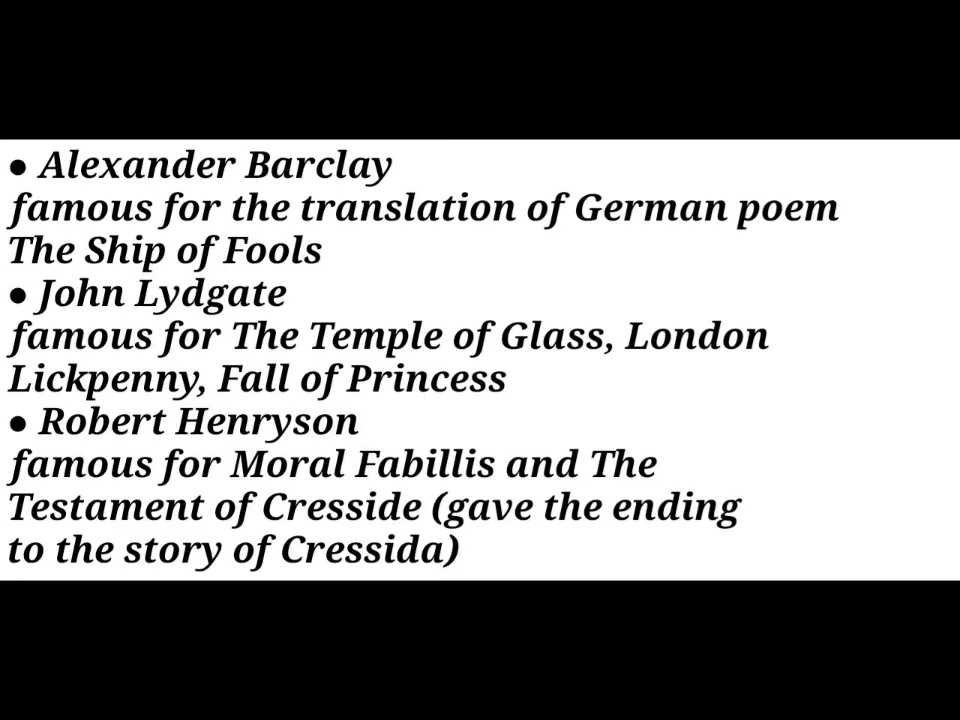 ● Alexander Barclay
famous for the translation of German poem
The Ship of Fools
● John Lydgate
famous for The Temple of Glass, London
Lickpenny, Fall of Princess
● Robert Henryson
famous for Moral Fabillis and The
Testament of Cresside (gave the ending
to the story of Cressida)